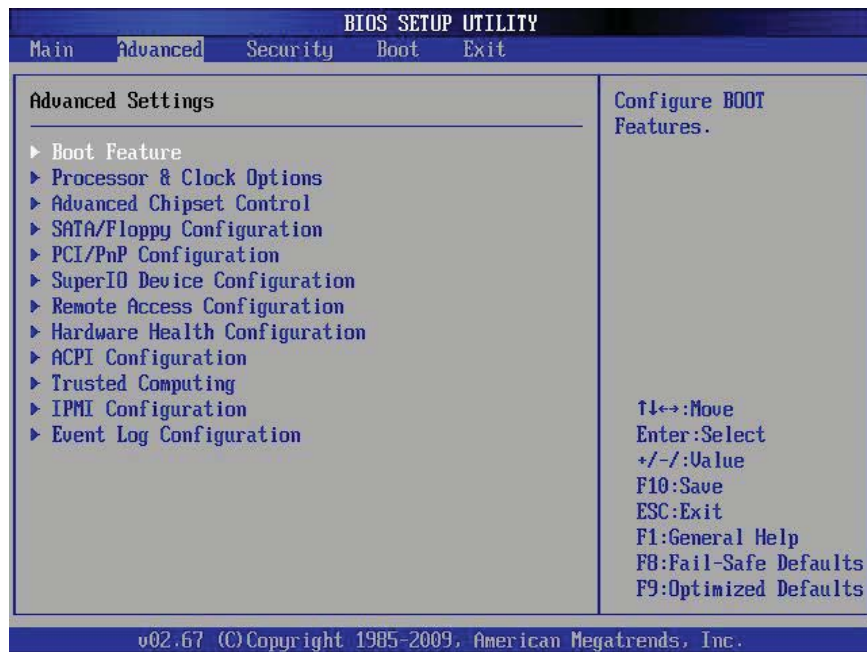 BIOS SETUP UTILITY
Main Advanced Security Boot Exit
Advanced Settings
▶ Boot Feature
▶ Processor & Clock Options
▶ Advanced Chipset Control
▶ SATA/Floppy Configuration
▶ PCI/PnP Configuration
▶ SuperIO Device Configuration
▶ Remote Access Configuration
▶ Hardware Health Configuration
▶ ACPI Configuration
▶ Trusted Computing
▶ IPMI Configuration
▶ Event Log Configuration
Configure BOOT
Features.
↑↓←→:Move
Enter:Select
+/-/:Value
F10:Save
ESC:Exit
F1:General Help
F8:Fail-Safe Defaults
F9:Optimized Defaults
v02.67 (C)Copyright 1985-2009, American Megatrends, Inc.